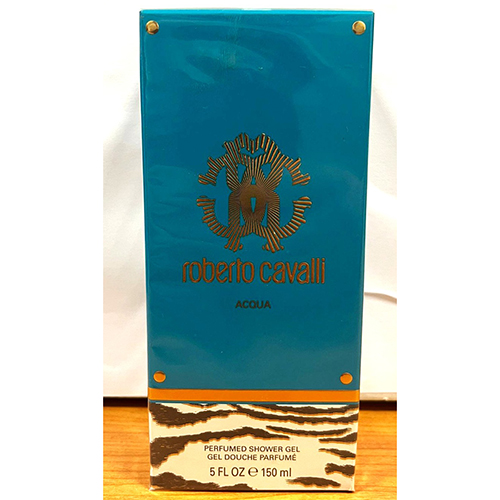 roberto cavalli
ACQUA
PERFUMED SHOWER GEL
GEL DOUCHE PARFUMÉ
5 FL OZ ℮ 150 ml